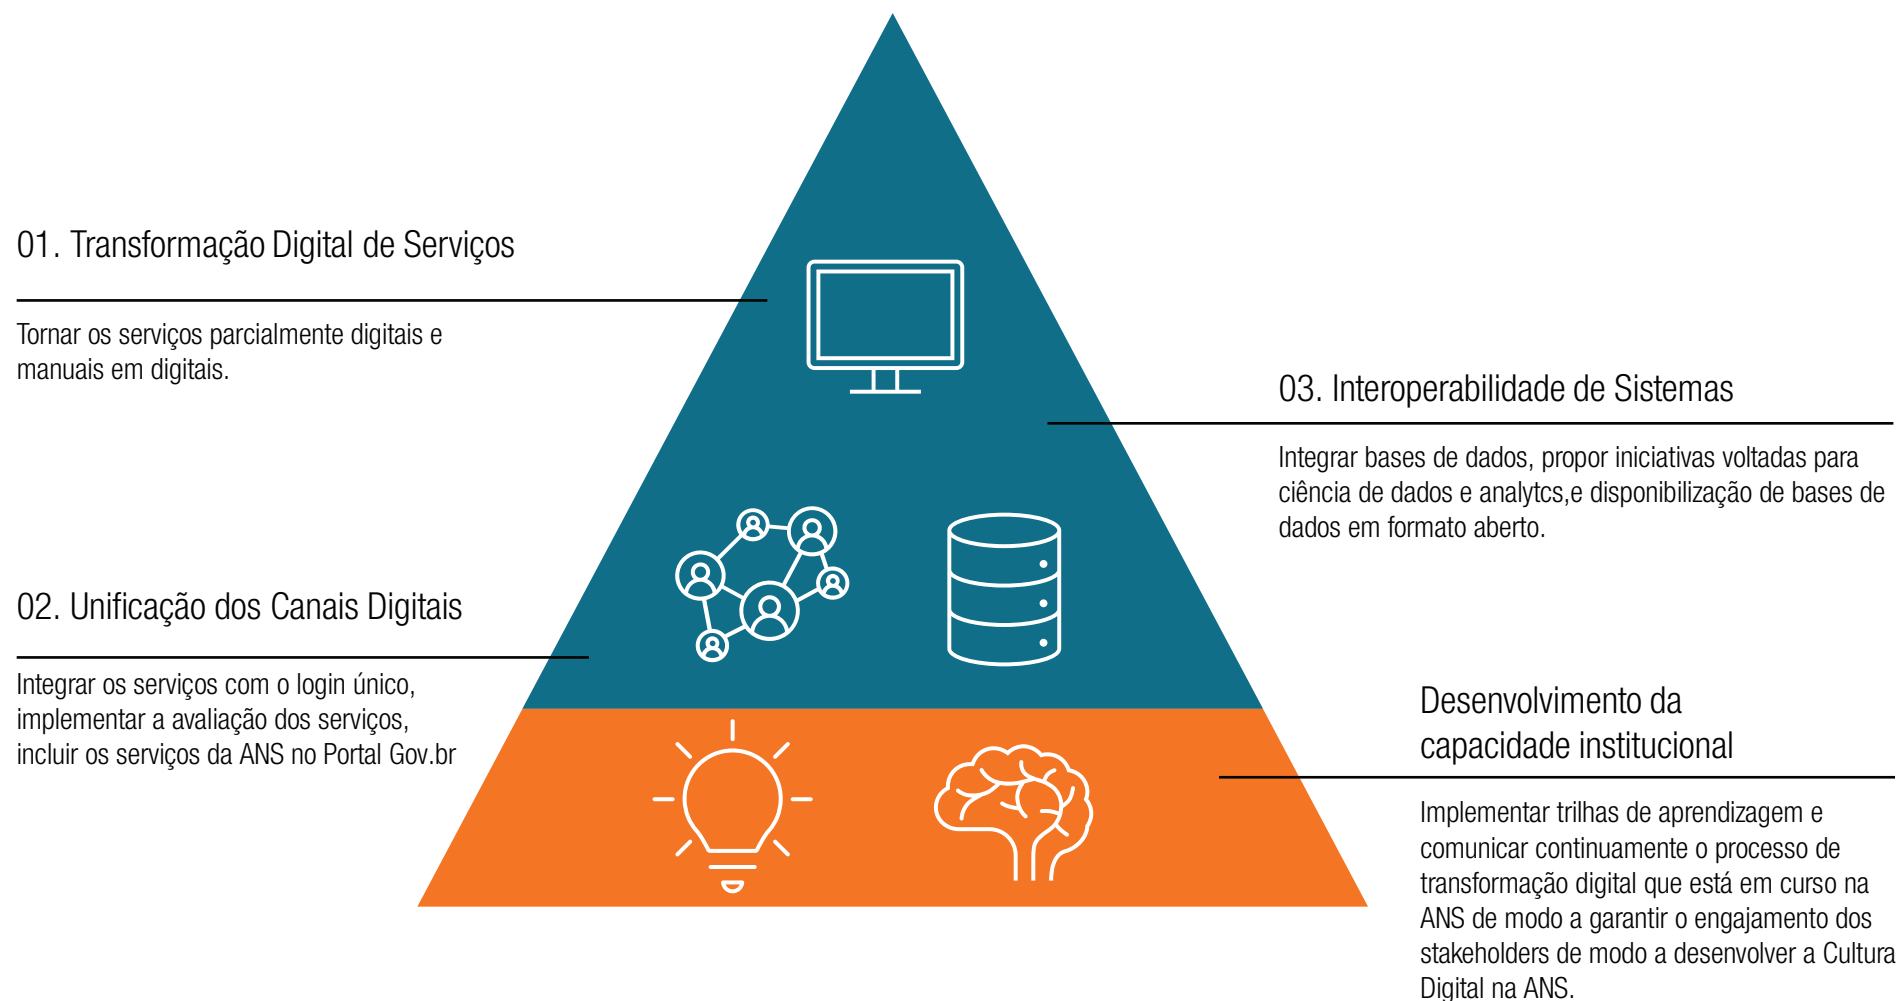 01. Transformação Digital de Serviços
Tornar os serviços parcialmente digitais e
manuais em digitais.
02. Unificação dos Canais Digitais
Integrar os serviços com o login único,
implementar a avaliação dos serviços,
incluir os serviços da ANS no Portal Gov.br
03. Interoperabilidade de Sistemas
Integrar bases de dados, propor iniciativas voltadas para
ciência de dados e analytcs,e disponibilização de bases de
dados em formato aberto.
Desenvolvimento da
capacidade institucional
Implementar trilhas de aprendizagem e
comunicar continuamente o processo de
transformação digital que está em curso na
ANS de modo a garantir o engajamento dos
stakeholders de modo a desenvolver a Cultura
Digital na ANS.